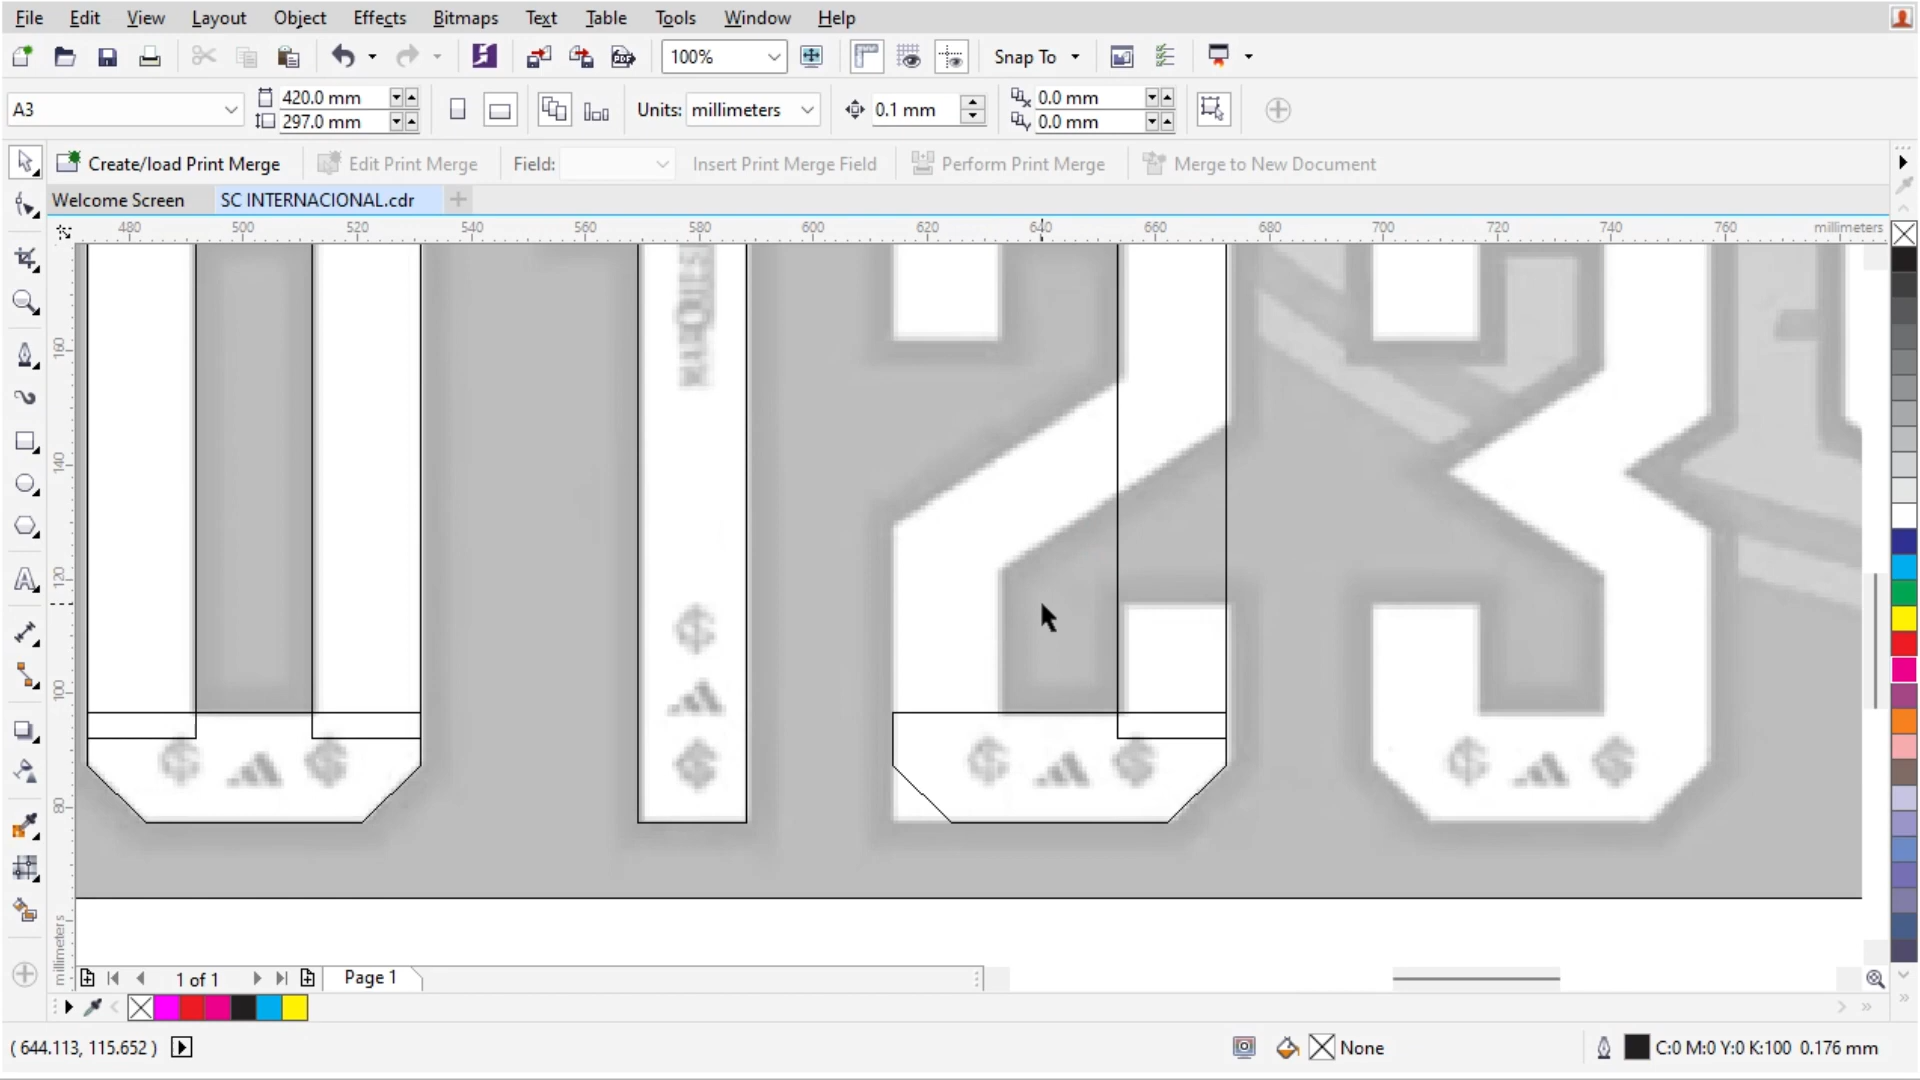 File Edit View Layout Object Effects Bitmaps Text Table Tools Window Help
PDF 100% Snap To
A3 420.0 mm 297.0 mm Units: millimeters 0.1 mm 0.0 mm 0.0 mm
Create/load Print Merge Edit Print Merge Field: Insert Print Merge Field Perform Print Merge Merge to New Document
Welcome Screen SC INTERNACIONAL.cdr
480 500 520 540 560 580 600 620 640 660 680 700 720 740 760 millimeters
160
140
120
100
80
millimeters
1 of 1 Page 1
( 644.113, 115.652 ) None C:0 M:0 Y:0 K:100 0.176 mm